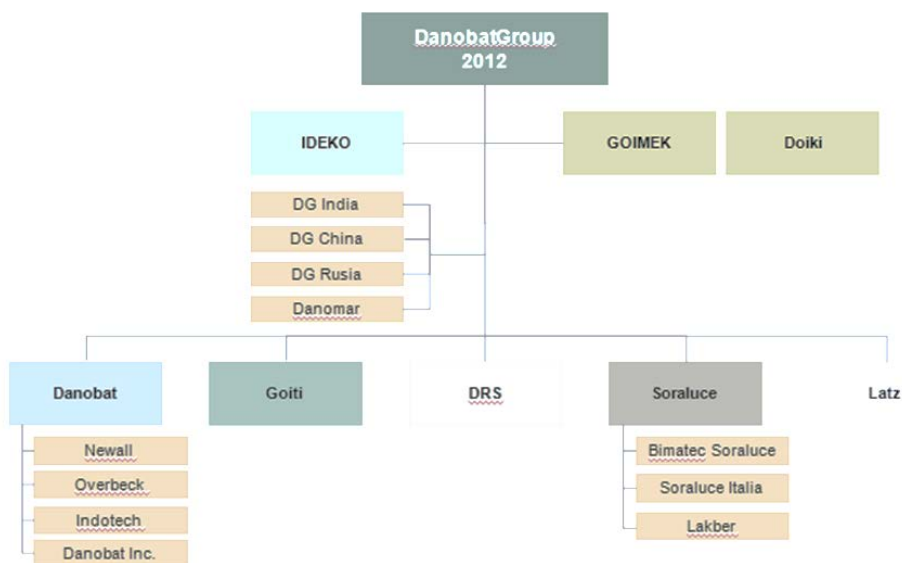 DanobatGroup
2012
IDEKO
GOIMEK
Doiki
DG India
DG China
DG Rusia
Danomar
Danobat
Goiti
DRS
Soraluce
Latz
Newall
Overbeck
Indotech
Danobat Inc.
Bimatec Soraluce
Soraluce Italia
Lakber